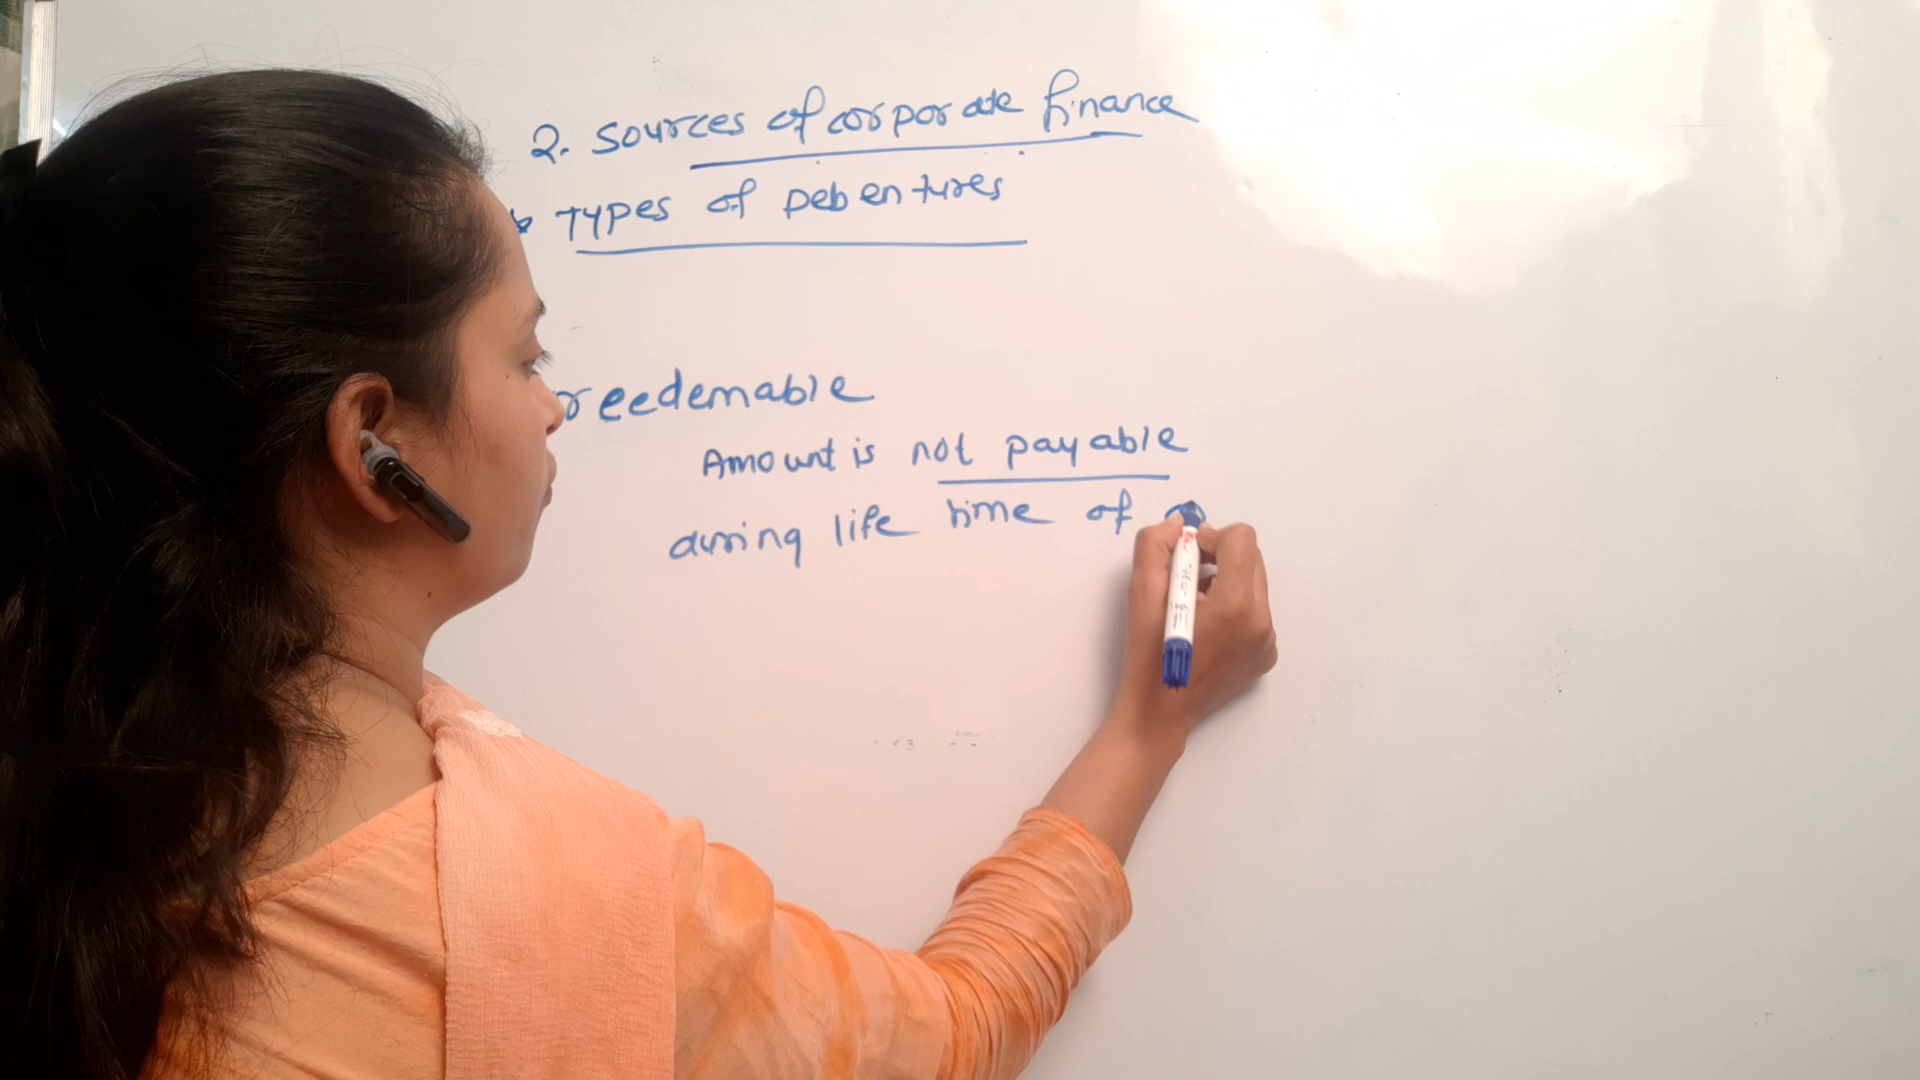 2. Sources of corporate finance
Types of Debentures
reedemable
Amount is not payable
during life time of